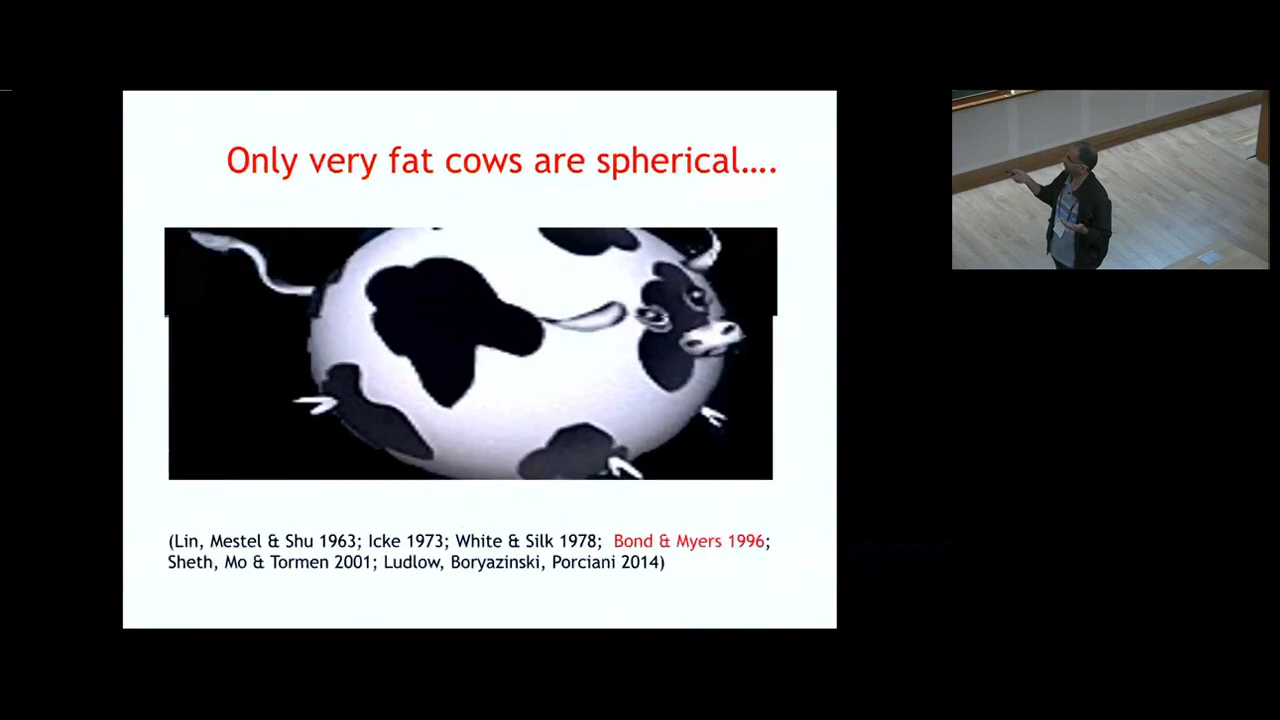 Only very fat cows are spherical....
(Lin, Mestel & Shu 1963; Icke 1973; White & Silk 1978; Bond & Myers 1996;
Sheth, Mo & Tormen 2001; Ludlow, Boryazinski, Porciani 2014)